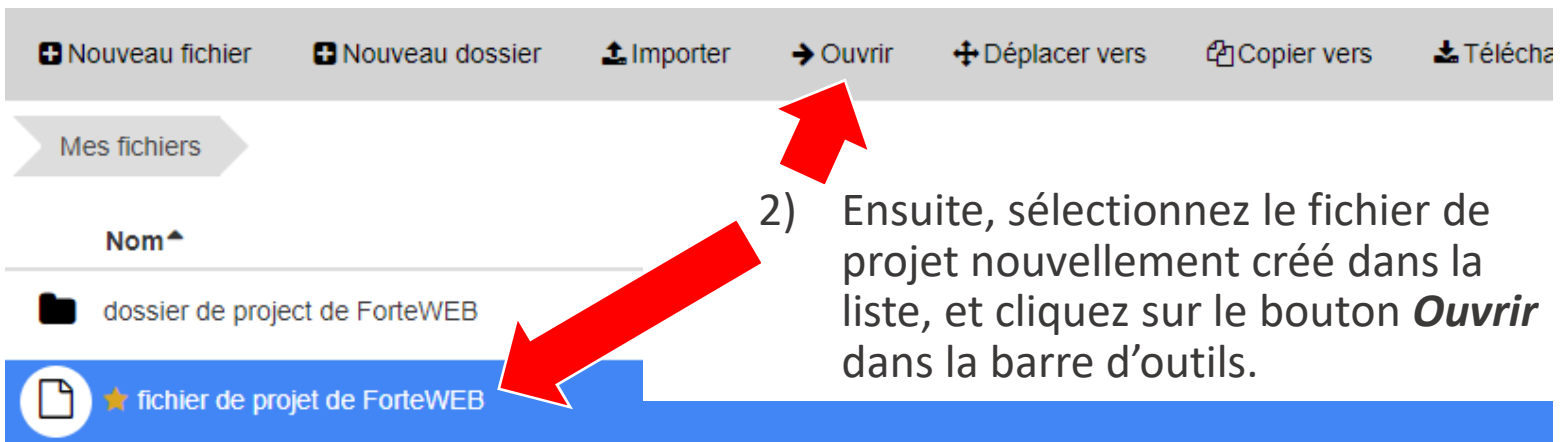 Nouveau fichier Nouveau dossier Importer Ouvrir Déplacer vers Copier vers Télécha
Mes fichiers
Nom
dossier de project de ForteWEB
fichier de projet de ForteWEB
2) Ensuite, sélectionnez le fichier de
projet nouvellement créé dans la
liste, et cliquez sur le bouton Ouvrir
dans la barre d’outils.